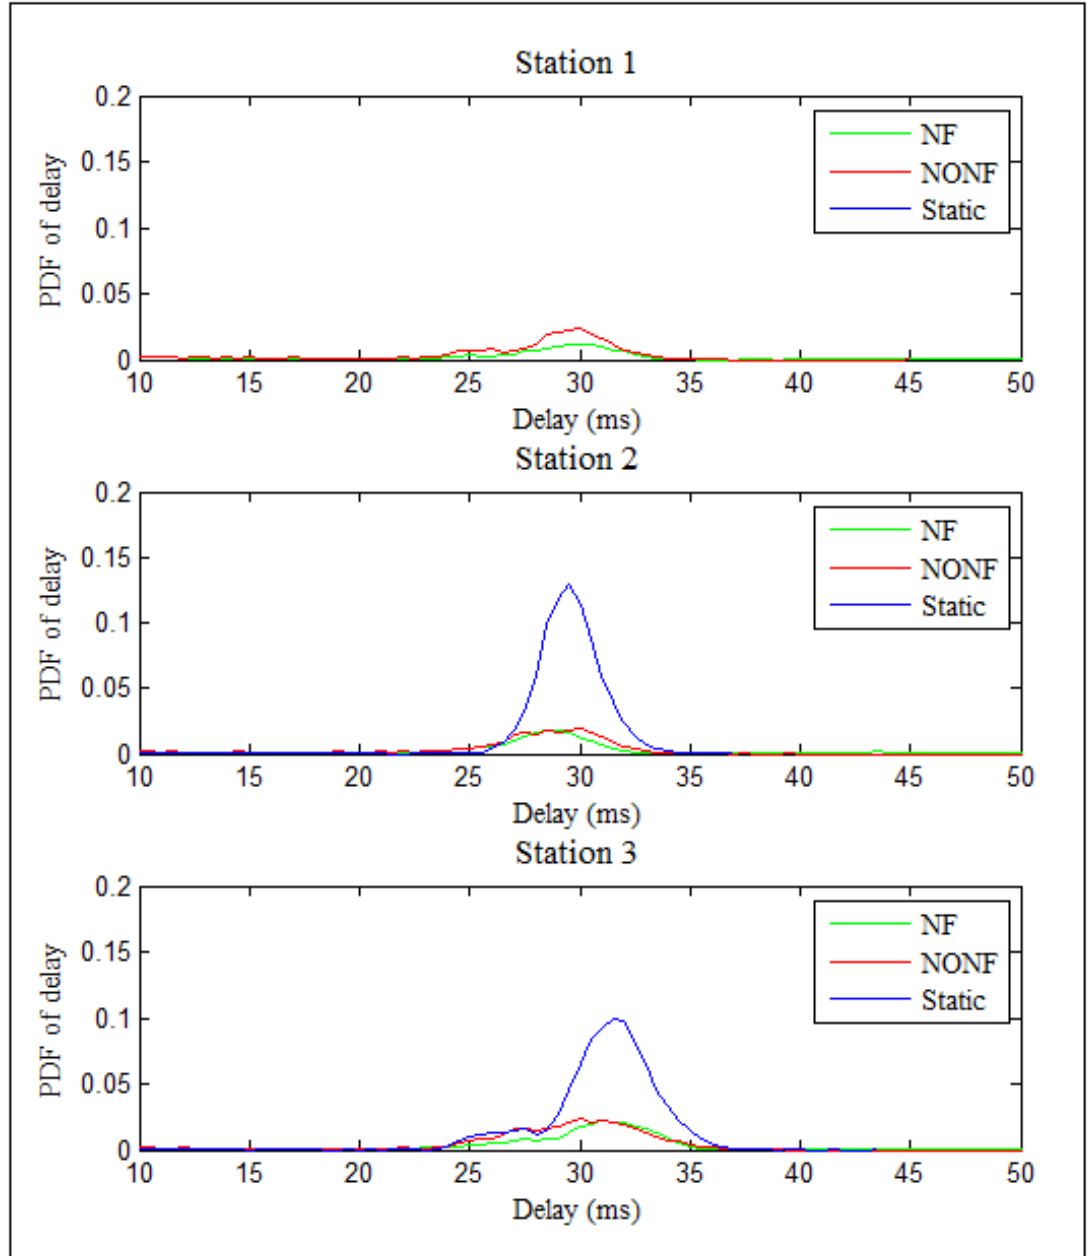 Station 1
0.2
0.15
0.1
0.05
0
PDF of delay
NF
NONF
Static
10 15 20 25 30 35 40 45 50
Delay (ms)
Station 2
0.2
0.15
0.1
0.05
0
PDF of delay
NF
NONF
Static
10 15 20 25 30 35 40 45 50
Delay (ms)
Station 3
0.2
0.15
0.1
0.05
0
PDF of delay
NF
NONF
Static
10 15 20 25 30 35 40 45 50
Delay (ms)